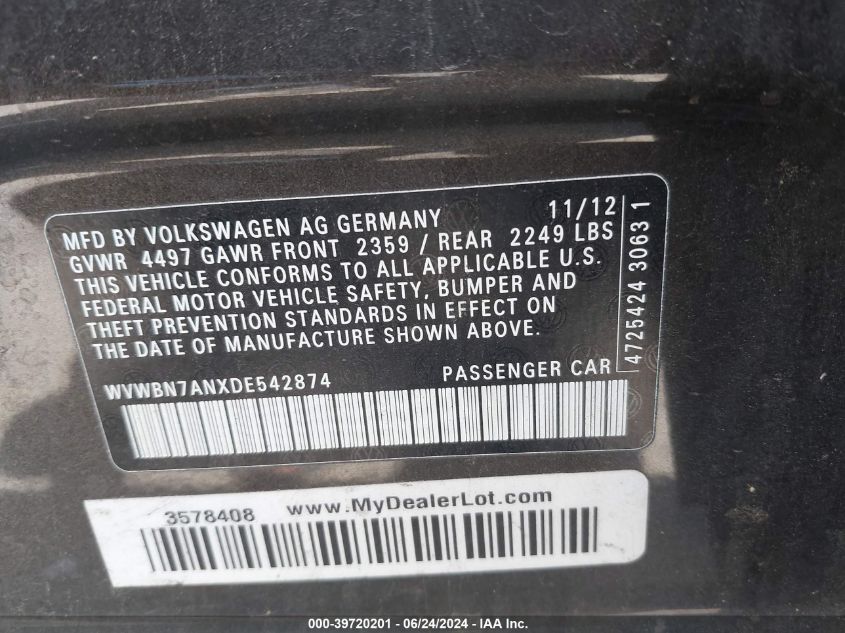 MFD BY VOLKSWAGEN AG GERMANY 11/12
GVWR 4497 GAWR FRONT 2359 / REAR 2249 LBS
THIS VEHICLE CONFORMS TO ALL APPLICABLE U.S.
FEDERAL MOTOR VEHICLE SAFETY, BUMPER AND
THEFT PREVENTION STANDARDS IN EFFECT ON
THE DATE OF MANUFACTURE SHOWN ABOVE.
WVWBN7ANXDE542874 PASSENGER CAR
4725424 3063 1
3578408 www.MyDealerLot.com
000-39720201 - 06/24/2024 - IAA Inc.